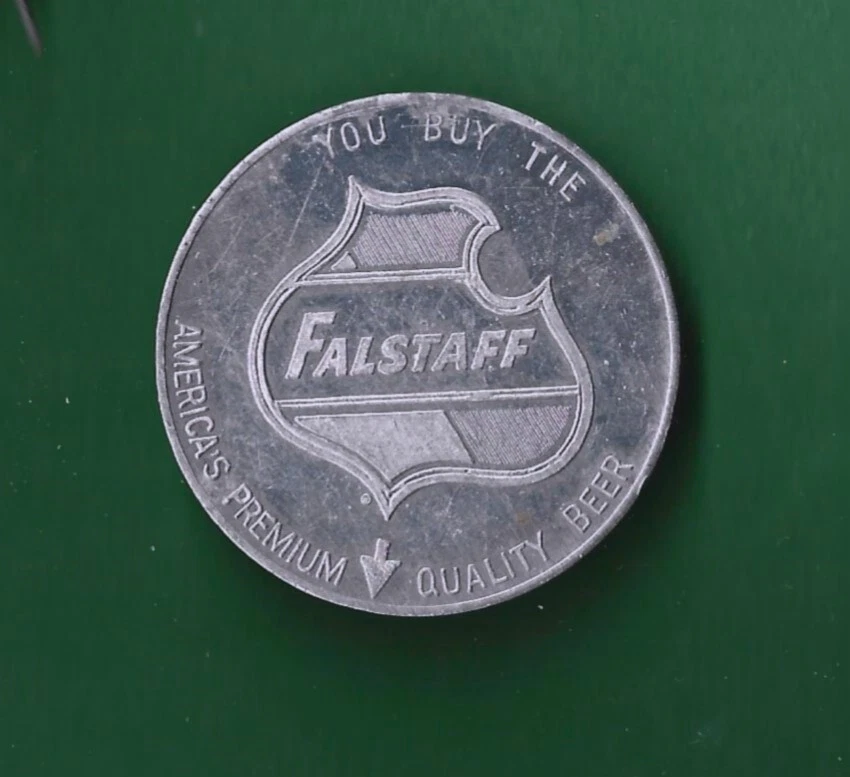 YOU BUY THE
FALSTAFF
®
AMERICA'S PREMIUM QUALITY BEER